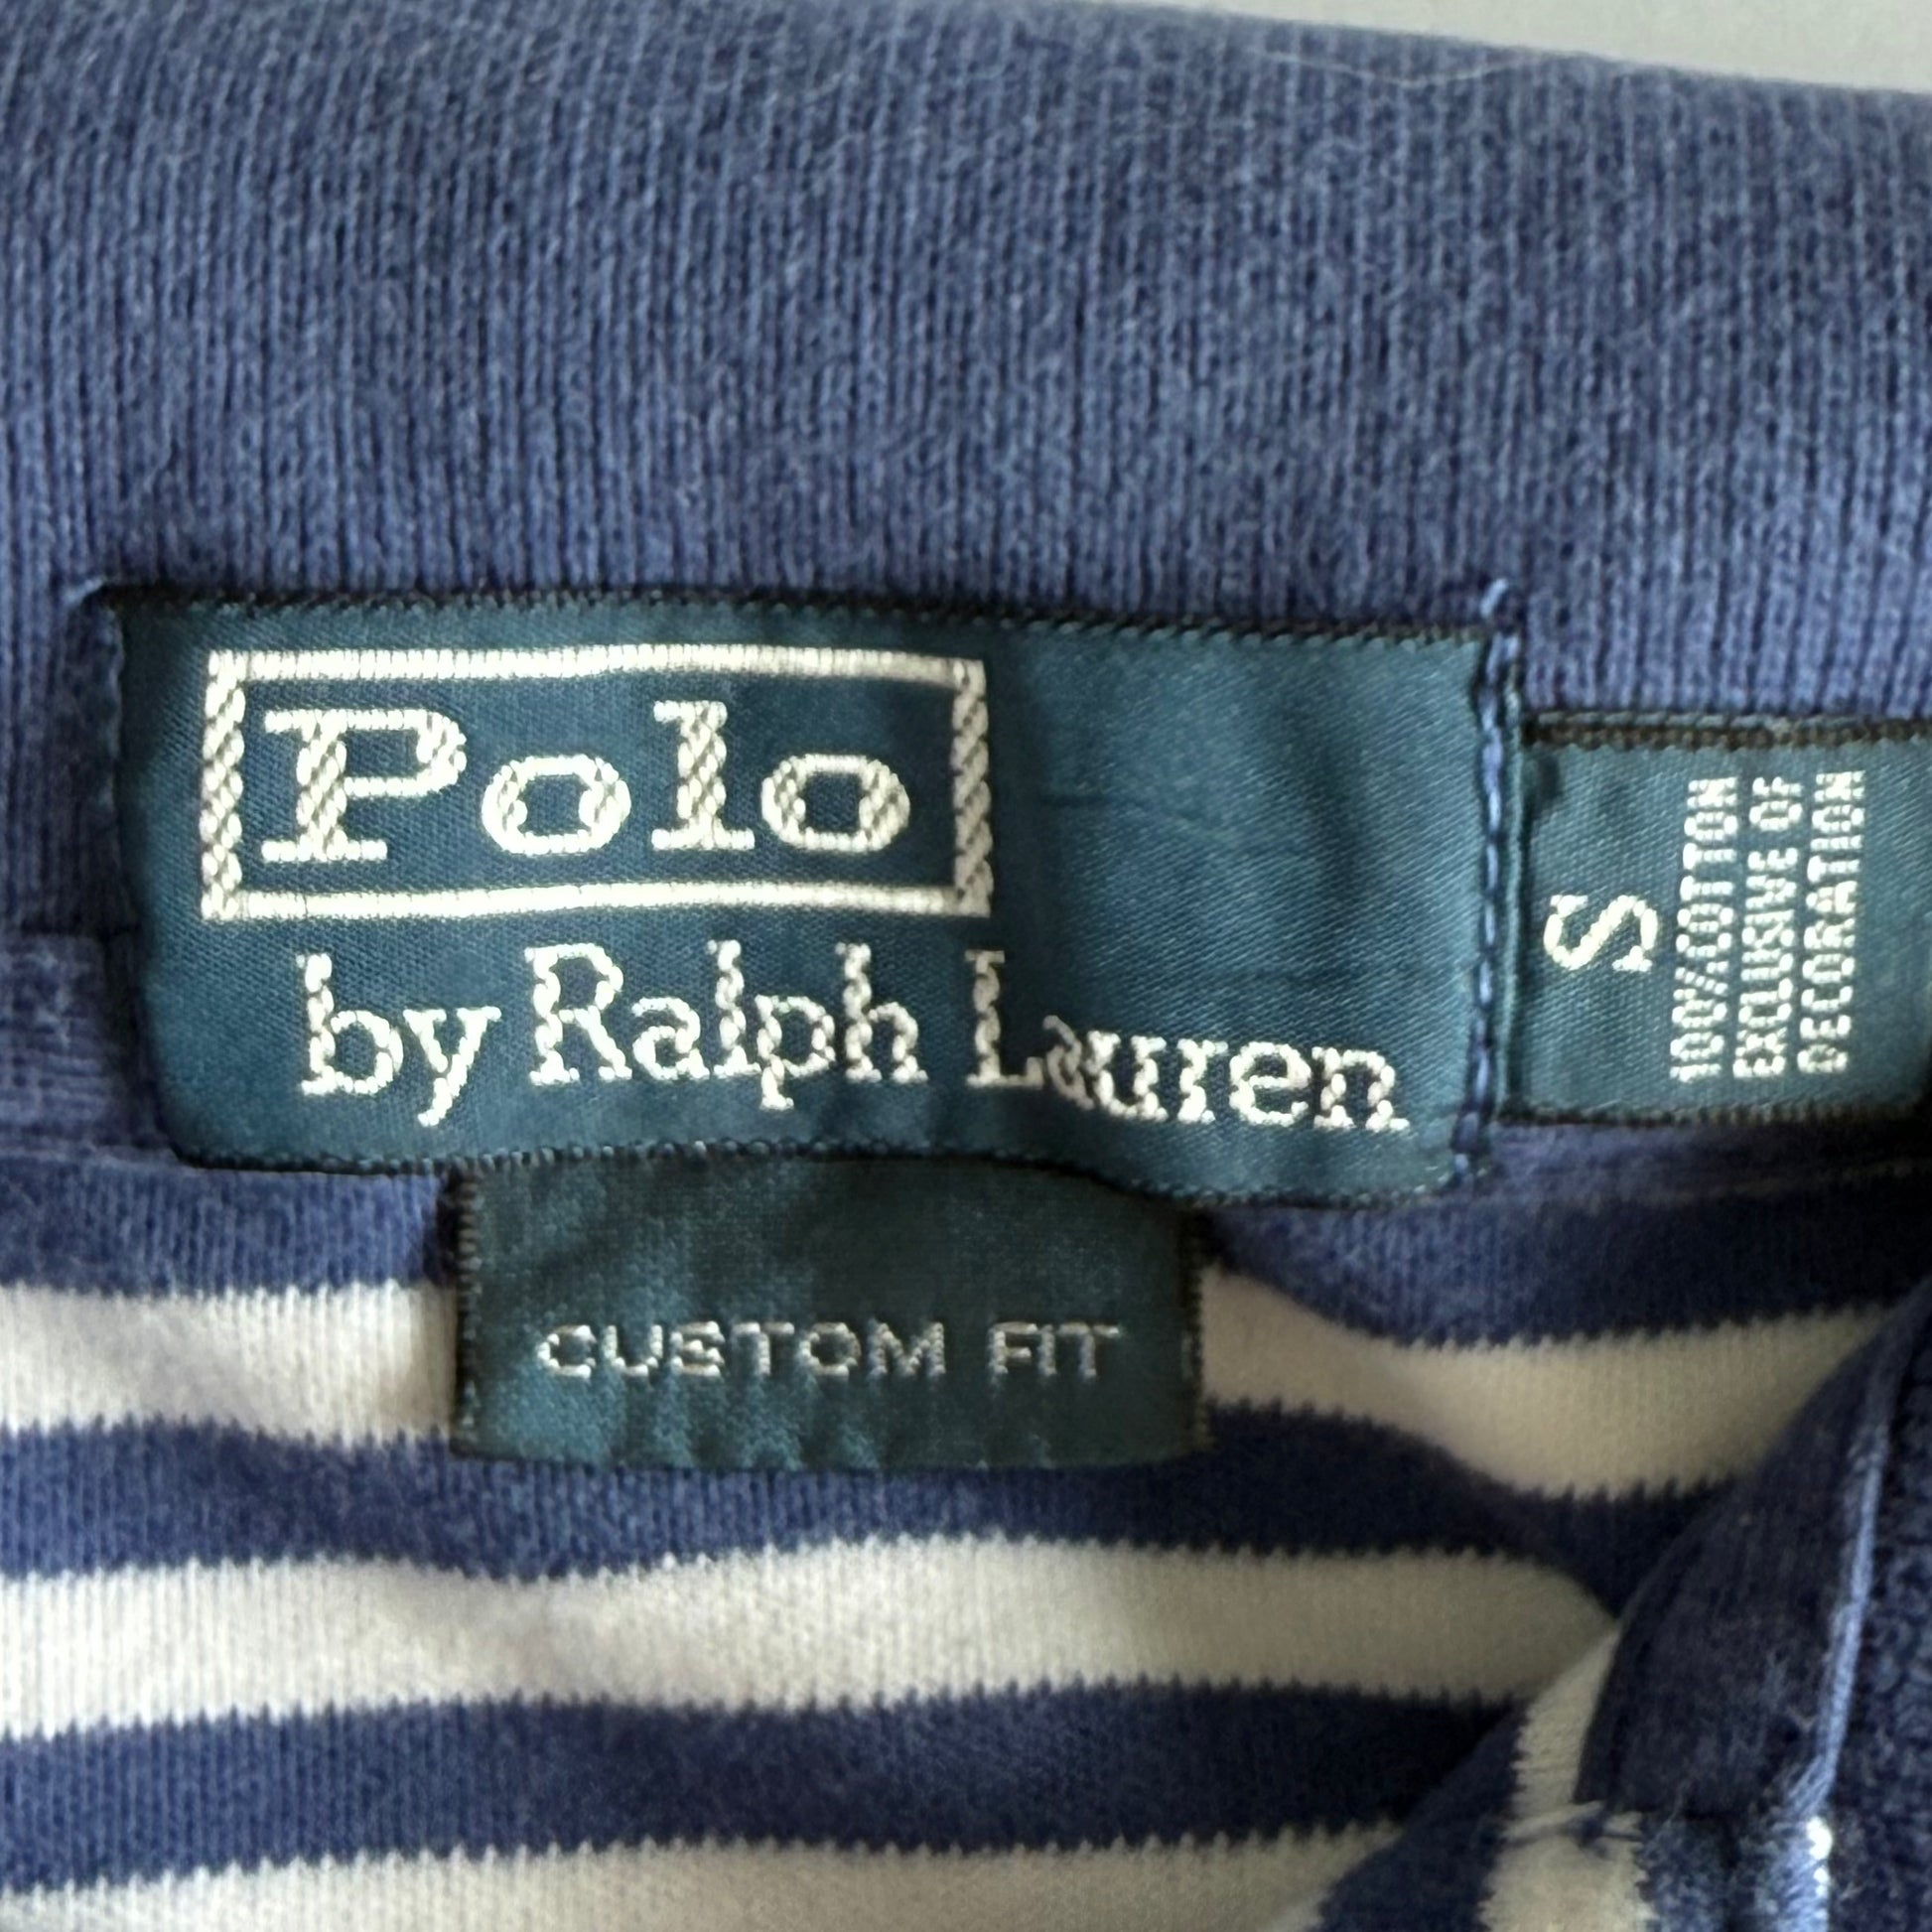 Polo
by Ralph Lauren
S
100% COTTON
EXCLUSIVE OF
DECORATION
CUSTOM FIT